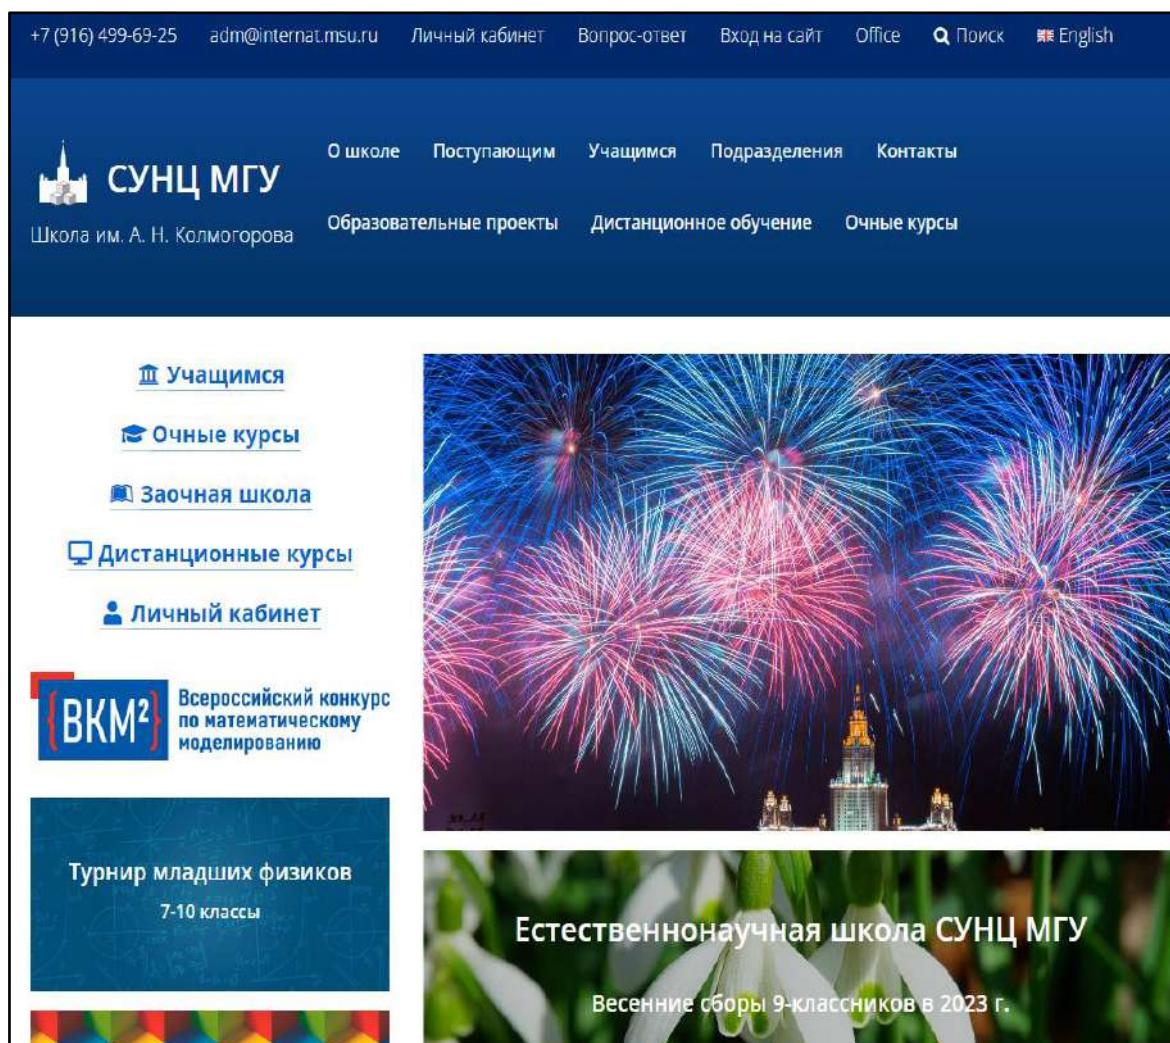 +7 (916) 499-69-25 adm@internat.msu.ru Личный кабинет Вопрос-ответ Вход на сайт Office Поиск English
СУНЦ МГУ
Школа им. А. Н. Колмогорова
О школе Поступающим Учащимся Подразделения Контакты
Образовательные проекты Дистанционное обучение Очные курсы
Учащимся
Очные курсы
Заочная школа
Дистанционные курсы
Личный кабинет
{ВКМ²}
Всероссийский конкурс
по математическому
моделированию
Турнир младших физиков
7-10 классы
Естественнонаучная школа СУНЦ МГУ
Весенние сборы 9-классников в 2023 г.